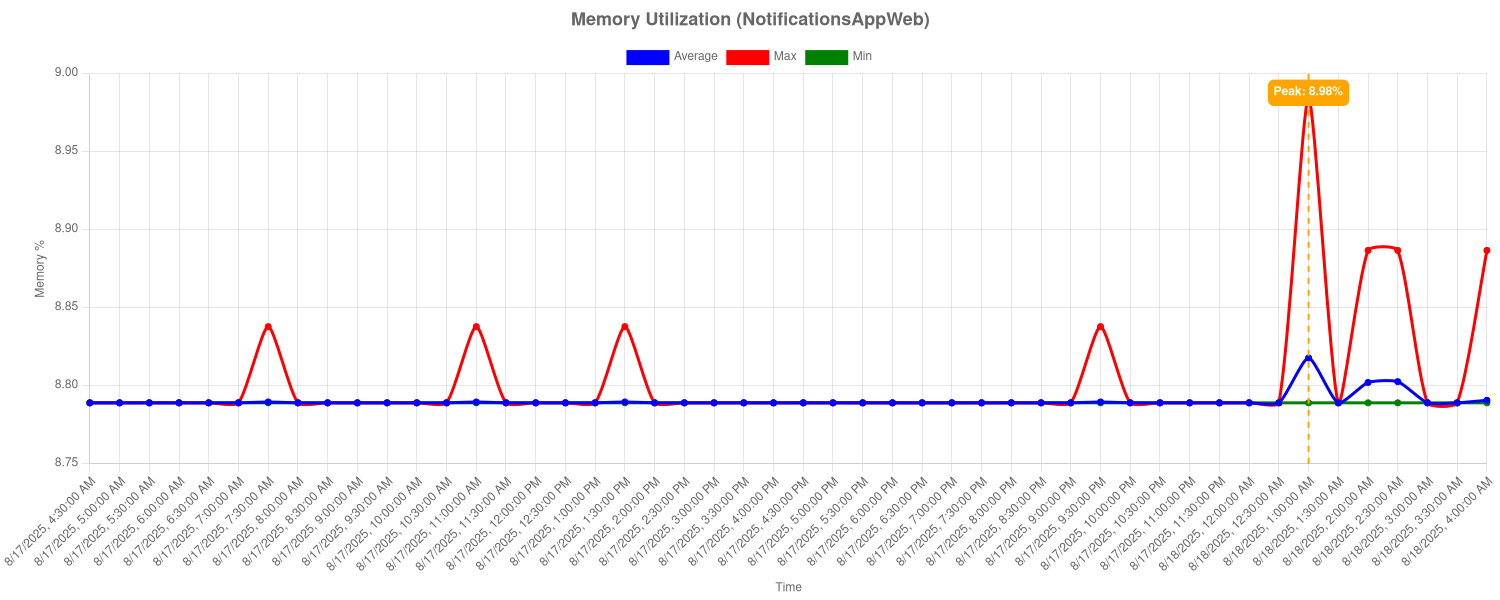 Memory Utilization (NotificationsAppWeb)
Average Max Min
9.00
Peak: 8.98%
8.95
8.90
8.85
8.80
8.75
Memory %
8/17/2025, 4:30:00 AM
8/17/2025, 5:00:00 AM
8/17/2025, 5:30:00 AM
8/17/2025, 6:00:00 AM
8/17/2025, 6:30:00 AM
8/17/2025, 7:00:00 AM
8/17/2025, 7:30:00 AM
8/17/2025, 8:00:00 AM
8/17/2025, 8:30:00 AM
8/17/2025, 9:00:00 AM
8/17/2025, 9:30:00 AM
8/17/2025, 10:00:00 AM
8/17/2025, 10:30:00 AM
8/17/2025, 11:00:00 AM
8/17/2025, 11:30:00 AM
8/17/2025, 12:00:00 PM
8/17/2025, 12:30:00 PM
8/17/2025, 1:00:00 PM
8/17/2025, 1:30:00 PM
8/17/2025, 2:00:00 PM
8/17/2025, 2:30:00 PM
8/17/2025, 3:00:00 PM
8/17/2025, 3:30:00 PM
8/17/2025, 4:00:00 PM
8/17/2025, 4:30:00 PM
8/17/2025, 5:00:00 PM
8/17/2025, 5:30:00 PM
8/17/2025, 6:00:00 PM
8/17/2025, 6:30:00 PM
8/17/2025, 7:00:00 PM
8/17/2025, 7:30:00 PM
8/17/2025, 8:00:00 PM
8/17/2025, 8:30:00 PM
8/17/2025, 9:00:00 PM
8/17/2025, 9:30:00 PM
8/17/2025, 10:00:00 PM
8/17/2025, 10:30:00 PM
8/17/2025, 11:00:00 PM
8/17/2025, 11:30:00 PM
8/18/2025, 12:00:00 AM
8/18/2025, 12:30:00 AM
8/18/2025, 1:00:00 AM
8/18/2025, 1:30:00 AM
8/18/2025, 2:00:00 AM
8/18/2025, 2:30:00 AM
8/18/2025, 3:00:00 AM
8/18/2025, 3:30:00 AM
8/18/2025, 4:00:00 AM
Time